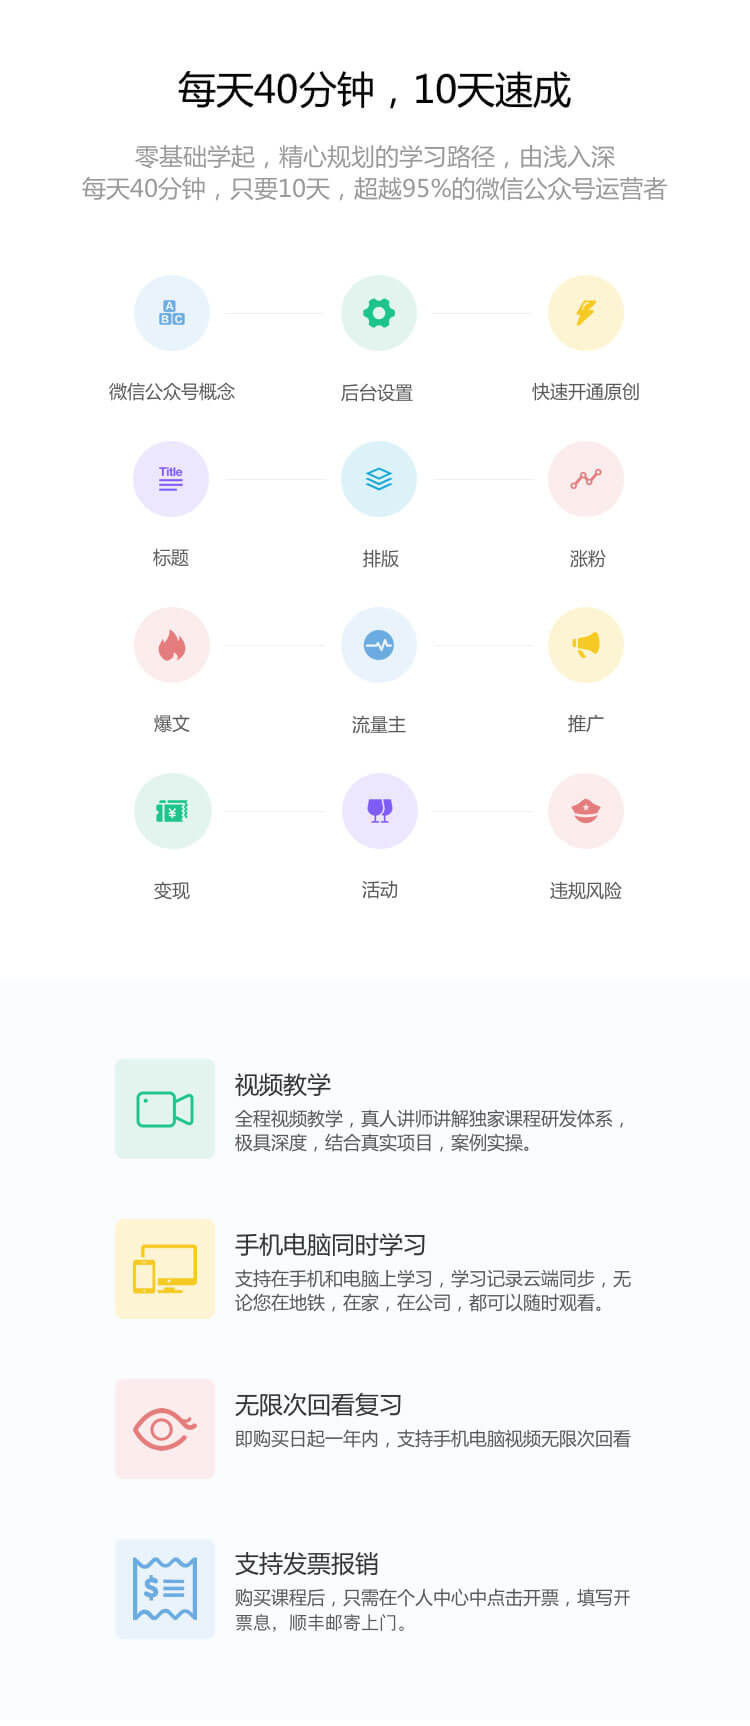 每天40分钟，10天速成
零基础学起，精心规划的学习路径，由浅入深
每天40分钟，只要10天，超越95%的微信公众号运营者
A
B C
微信公众号概念 后台设置 快速开通原创
Title
标题 排版 涨粉
爆文 流量主 推广
¥
变现 活动 违规风险
视频教学
全程视频教学，真人讲师讲解独家课程研发体系，
极具深度，结合真实项目，案例实操。
手机电脑同时学习
支持在手机和电脑上学习，学习记录云端同步，无
论您在地铁，在家，在公司，都可以随时观看。
无限次回看复习
即购买日起一年内，支持手机电脑视频无限次回看
支持发票报销
$
购买课程后，只需在个人中心中点击开票，填写开
票息，顺丰邮寄上门。